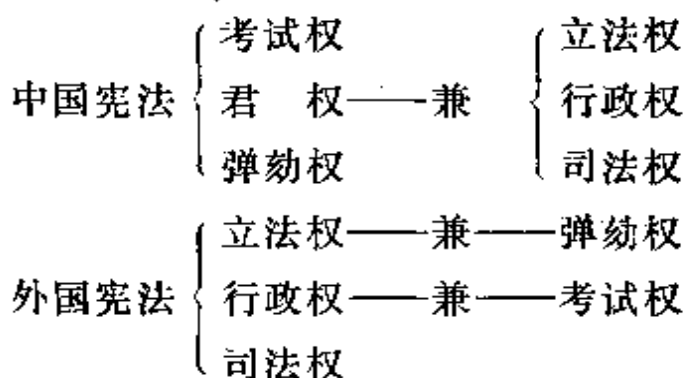 考试权 立法权
中国宪法 君 权——兼 行政权
弹劾权 司法权
立法权——兼——弹劾权
外国宪法 行政权——兼——考试权
司法权